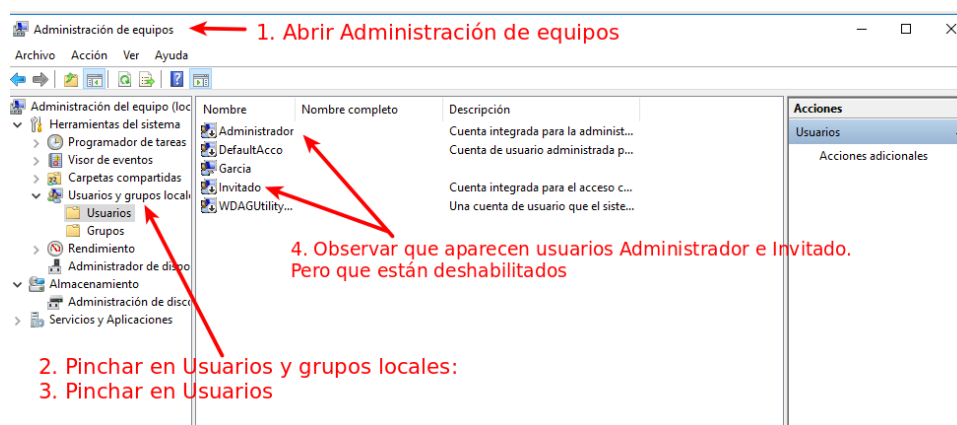 Administración de equipos
1. Abrir Administración de equipos
Archivo Acción Ver Ayuda
Administración del equipo (loc
Herramientas del sistema
Programador de tareas
Visor de eventos
Carpetas compartidas
Usuarios y grupos local
Usuarios
Grupos
Rendimiento
Administrador de dispo
Almacenamiento
Administración de disco
Servicios y Aplicaciones
Nombre Nombre completo Descripción
Administrador Cuenta integrada para la administ...
DefaultAcco Cuenta de usuario administrada p...
Garcia
Invitado Cuenta integrada para el acceso c...
WDAGUtility... Una cuenta de usuario que el siste...
Acciones
Usuarios
Acciones adicionales
4. Observar que aparecen usuarios Administrador e Invitado.
Pero que están deshabilitados
2. Pinchar en Usuarios y grupos locales:
3. Pinchar en Usuarios